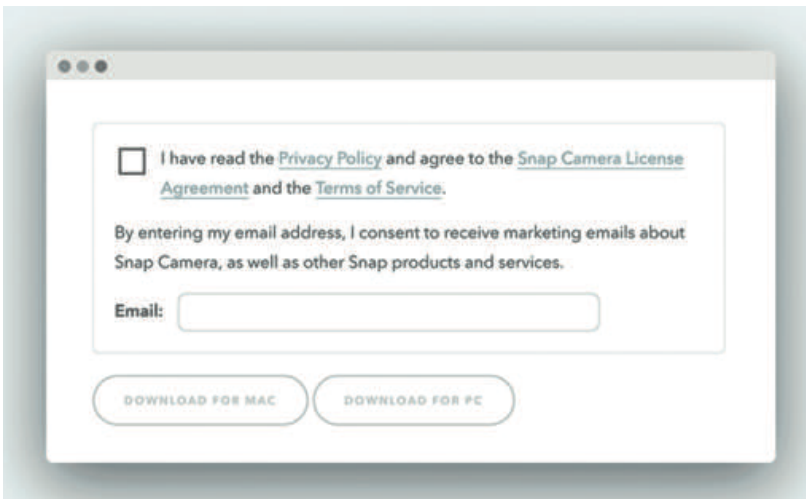 I have read the Privacy Policy and agree to the Snap Camera License
Agreement and the Terms of Service.
By entering my email address, I consent to receive marketing emails about
Snap Camera, as well as other Snap products and services.
Email:
DOWNLOAD FOR MAC DOWNLOAD FOR PC